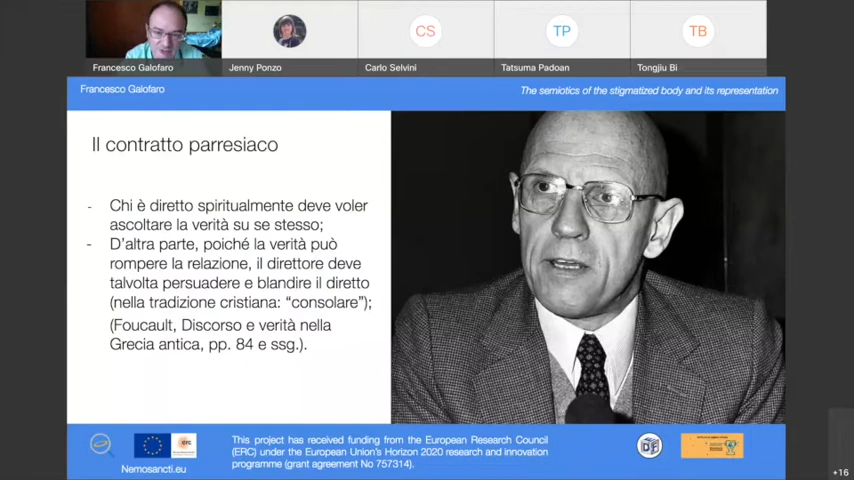 CS
TP
TB
Francesco Galofaro
Jenny Ponzo
Carlo Selvini
Tatsuma Padoan
Tongjiu Bi
Francesco Galofaro
The semiotics of the stigmatized body and its representation
Il contratto parresiaco
- Chi è diretto spiritualmente deve voler
ascoltare la verità su se stesso;
- D'altra parte, poiché la verità può
rompere la relazione, il direttore deve
talvolta persuadere e blandire il diretto
(nella tradizione cristiana: “consolare”);
(Foucault, Discorso e verità nella
Grecia antica, pp. 84 e ssg.).
Nemosancti.eu
erc
This project has received funding from the European Research Council
(ERC) under the European Union's Horizon 2020 research and innovation
programme (grant agreement No 757314).
DF
+16